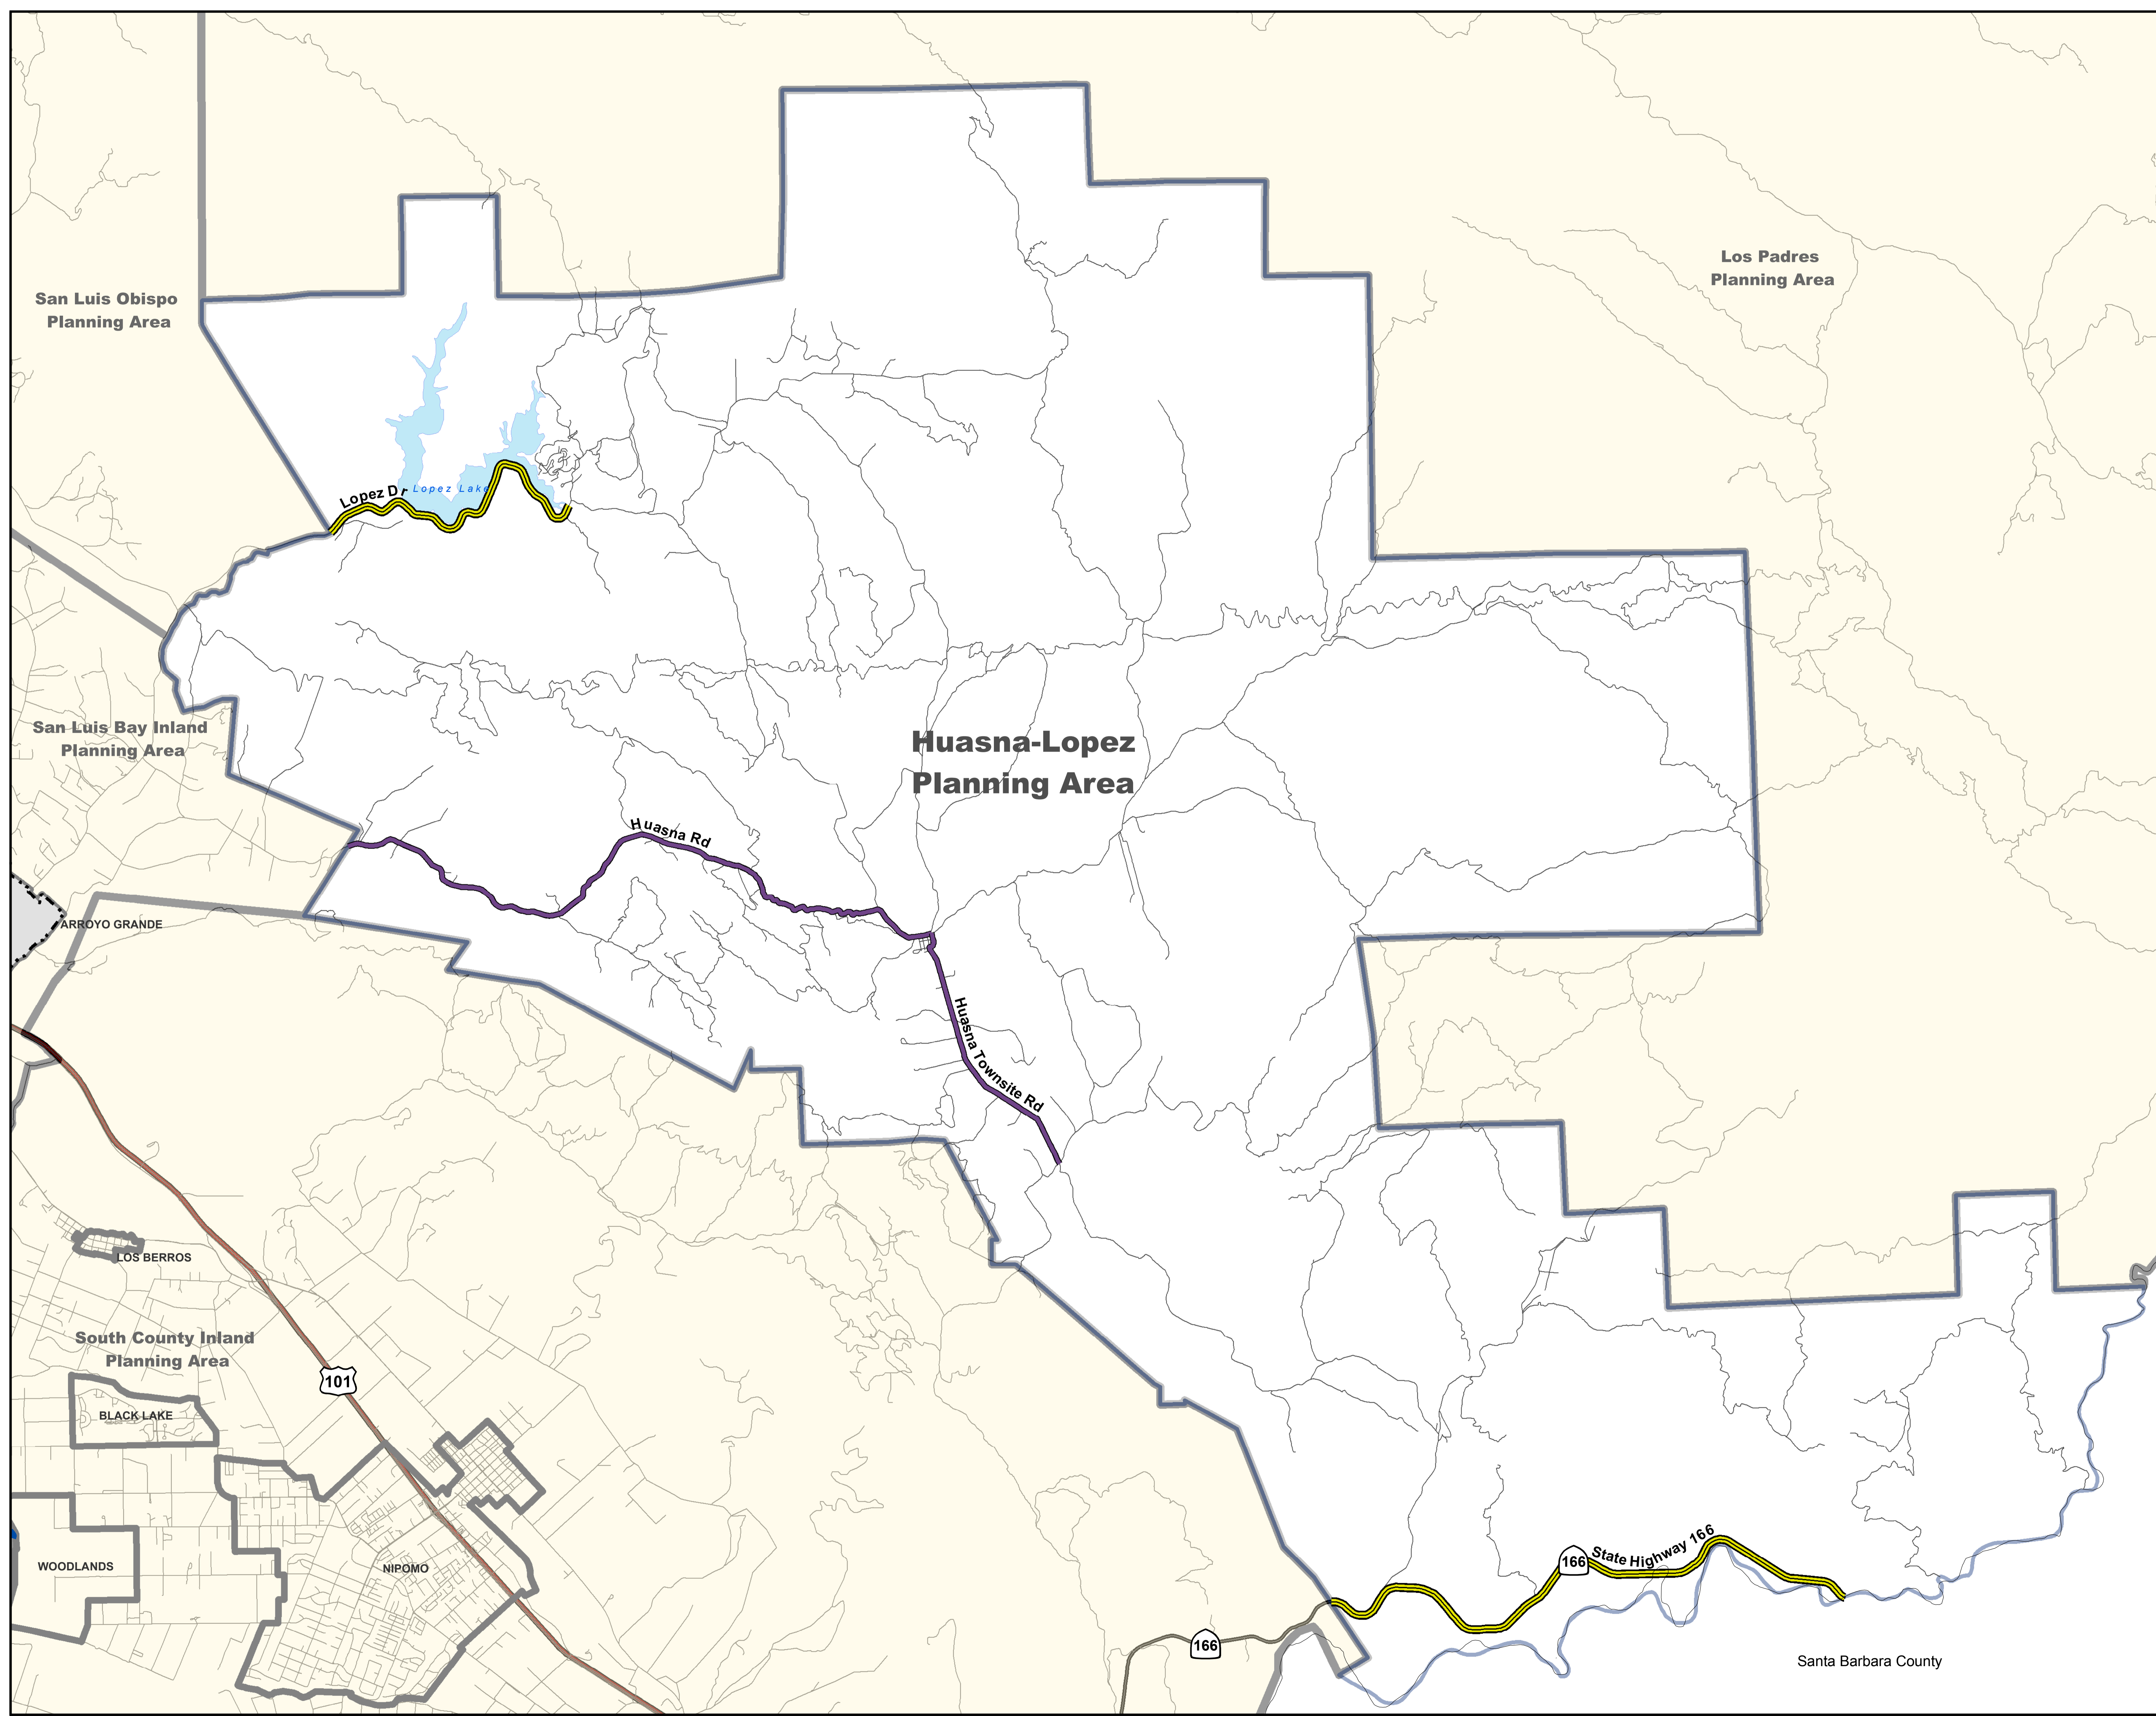 Los Padres
Planning Area
San Luis Obispo
Planning Area
Lopez Dr
Lopez Lake
San Luis Bay Inland
Planning Area
Huasna-Lopez
Planning Area
Huasna Rd
ARROYO GRANDE
Huasna Townsite Rd
LOS BERROS
South County Inland
Planning Area
101
BLACK LAKE
WOODLANDS
NIPOMO
State Highway 166
166
166
Santa Barbara County